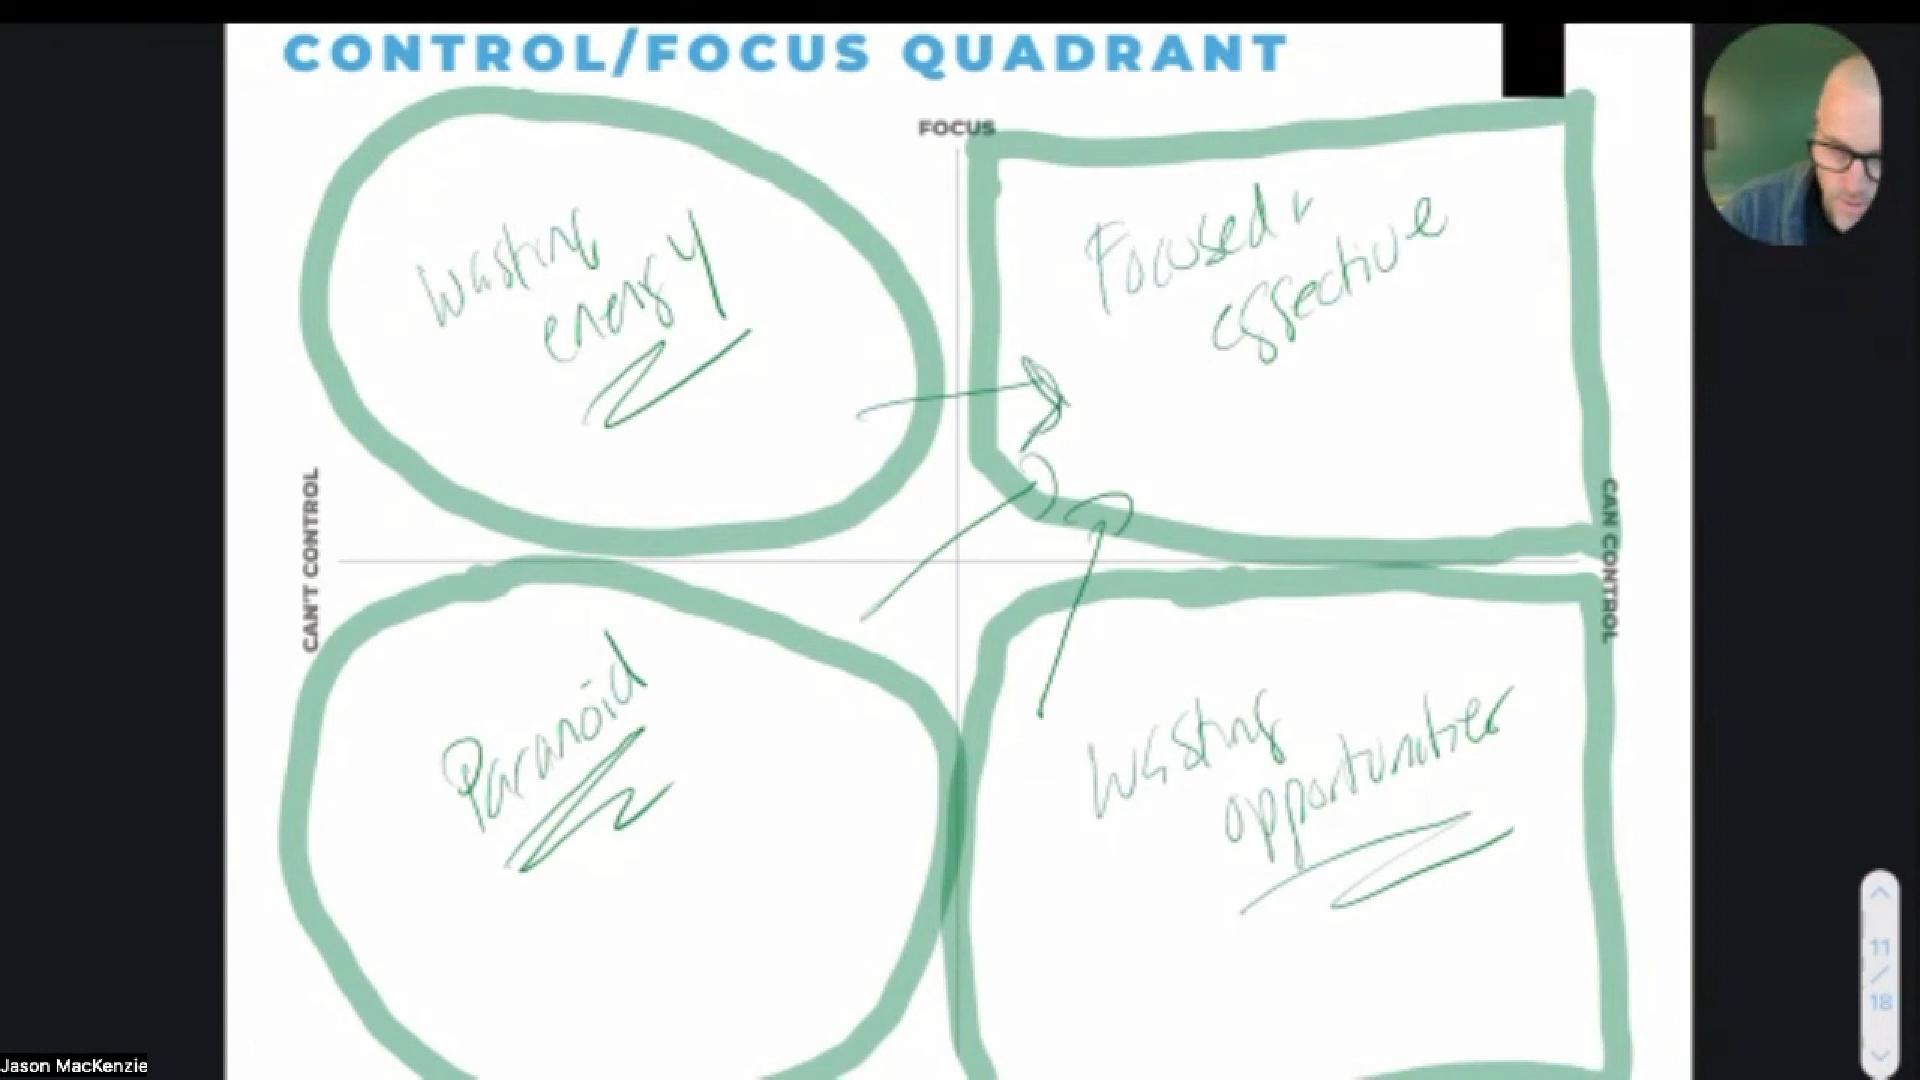 CONTROL/FOCUS QUADRANT
FOCUS
Wasting
energy
Focused +
effective
CAN'T CONTROL
CAN CONTROL
Paranoid
Wasting
opportunities
11
/
18
Jason MacKenzie